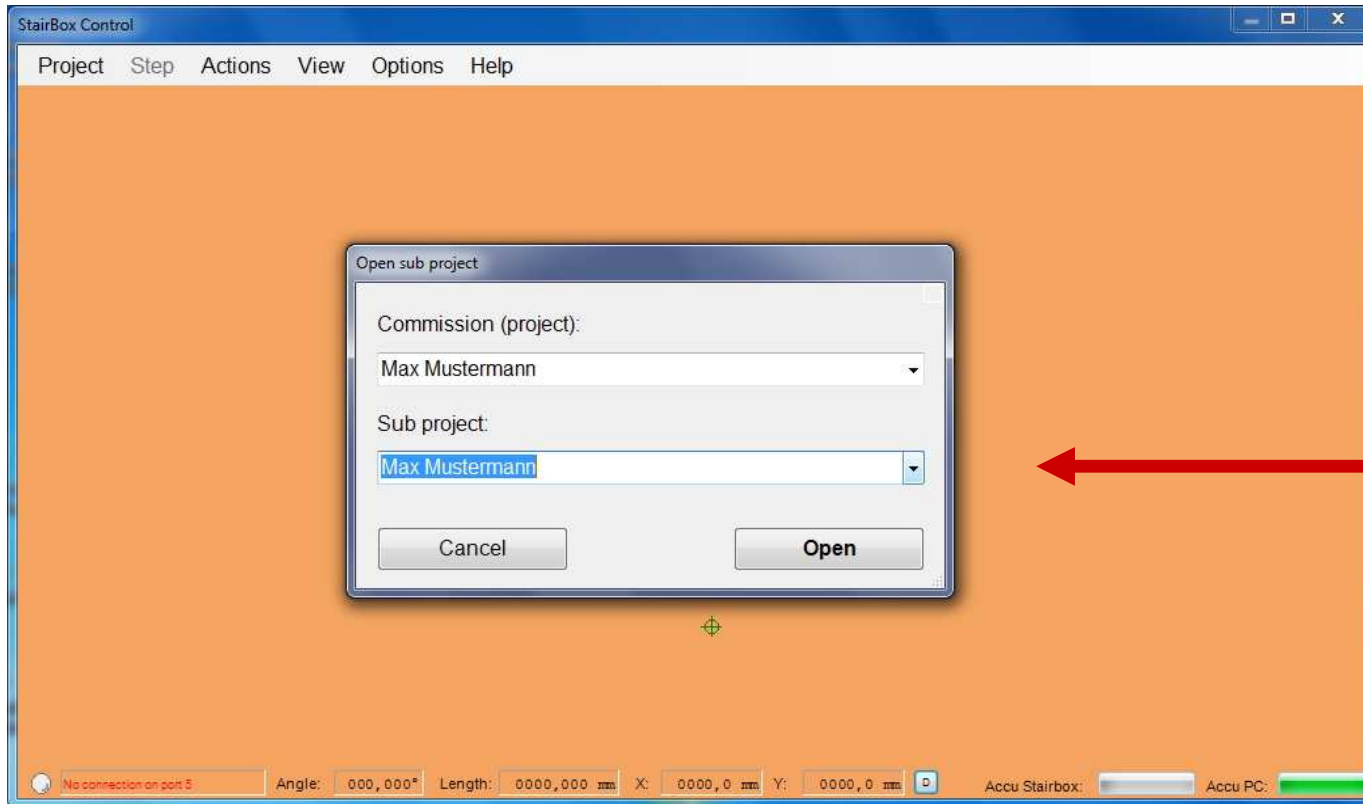 StairBox Control
Project Step Actions View Options Help
Open sub project
Commission (project):
Max Mustermann
Sub project:
Max Mustermann
Cancel Open
No connection on port 5 Angle: 000,000° Length: 0000,000 mm X: 0000,0 mm Y: 0000,0 mm D Accu Stairbox: Accu PC: